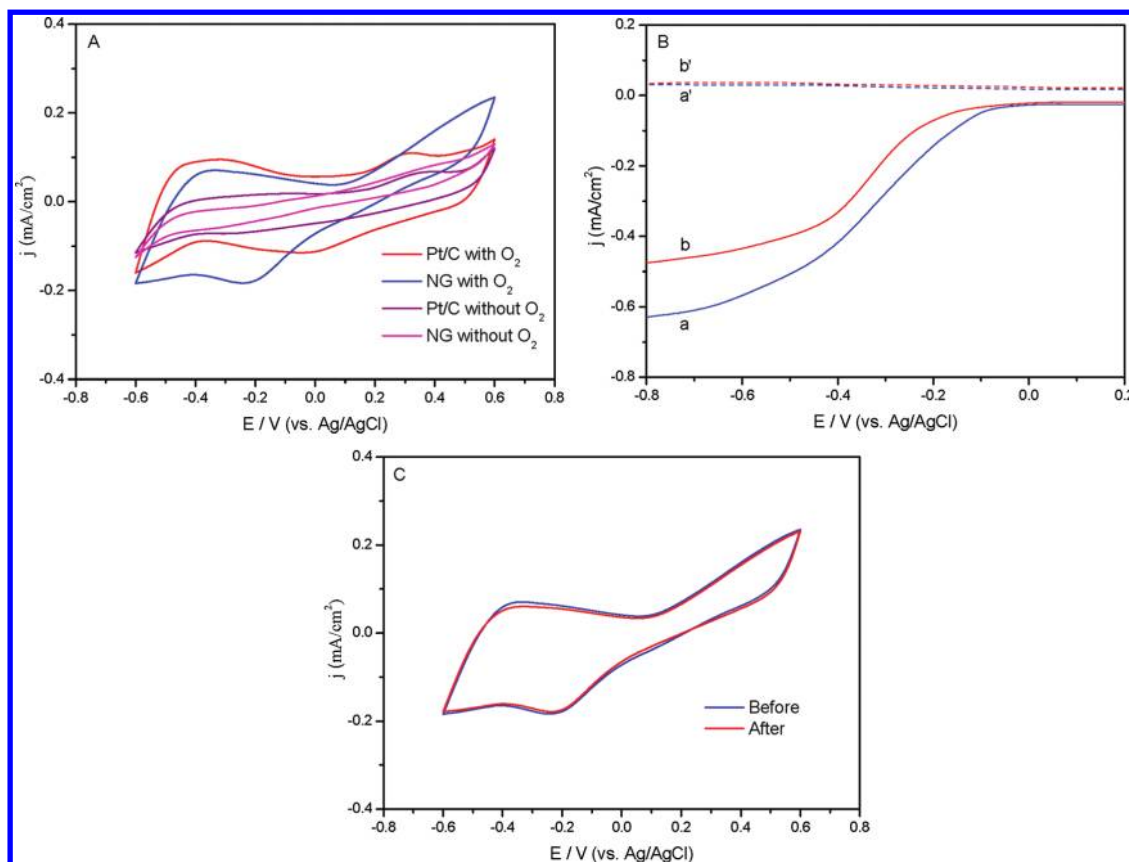 A
j (mA/cm²)
0.4
0.2
0.0
-0.2
-0.4
Pt/C with O₂
NG with O₂
Pt/C without O₂
NG without O₂
-0.8 -0.6 -0.4 -0.2 0.0 0.2 0.4 0.6 0.8
E / V (vs. Ag/AgCl)
B
j (mA/cm²)
0.2
0.0
-0.2
-0.4
-0.6
-0.8
b'
a'
b
a
-0.8 -0.6 -0.4 -0.2 0.0 0.2
E / V (vs. Ag/AgCl)
C
j (mA/cm²)
0.4
0.2
0.0
-0.2
-0.4
Before
After
-0.8 -0.6 -0.4 -0.2 0.0 0.2 0.4 0.6 0.8
E / V (vs. Ag/AgCl)